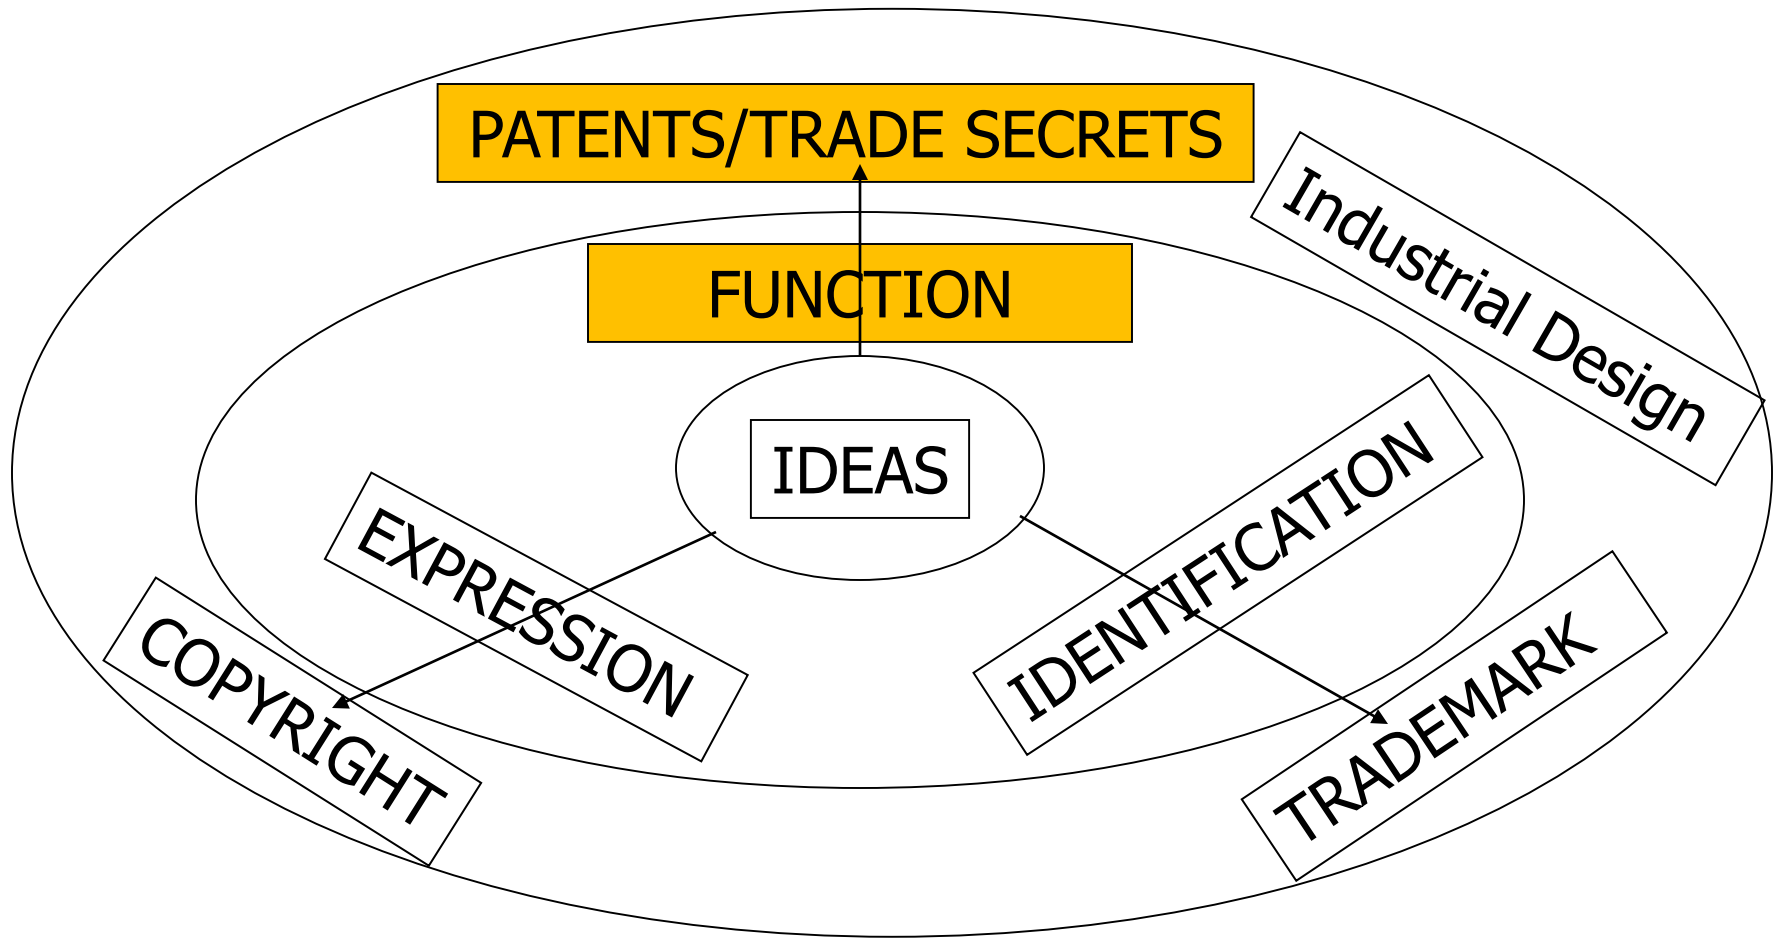 PATENTS/TRADE SECRETS
Industrial Design
FUNCTION
IDEAS
EXPRESSION
IDENTIFICATION
COPYRIGHT
TRADEMARK